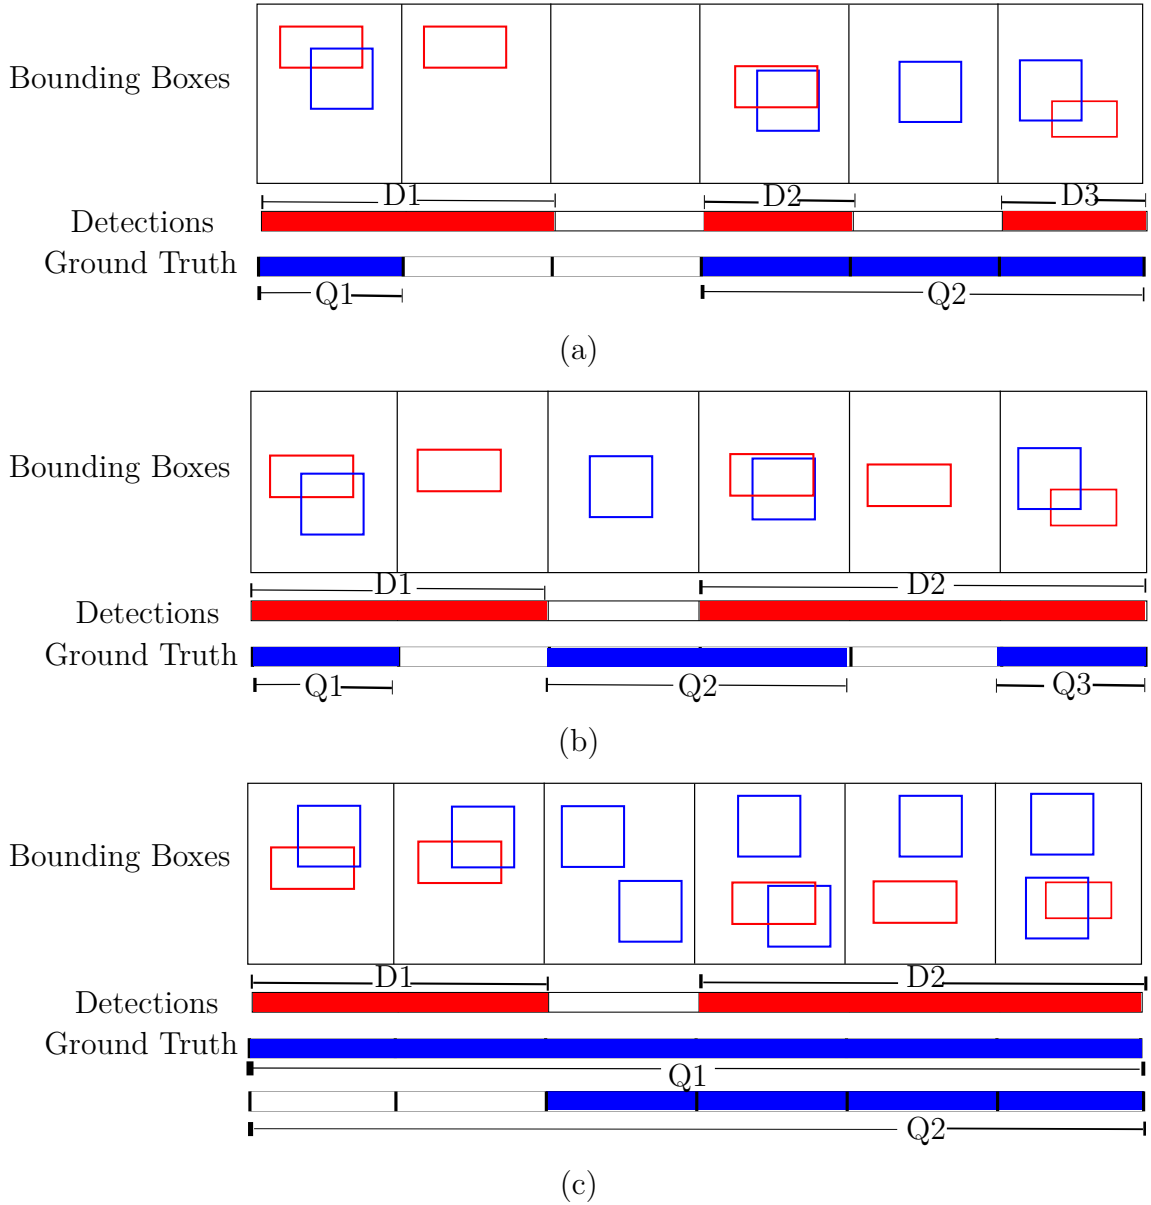 Bounding Boxes
D1 D2 D3
Detections
Ground Truth
Q1 Q2
(a)
Bounding Boxes
D1 D2
Detections
Ground Truth
Q1 Q2 Q3
(b)
Bounding Boxes
D1 D2
Detections
Ground Truth
Q1
Q2
(c)